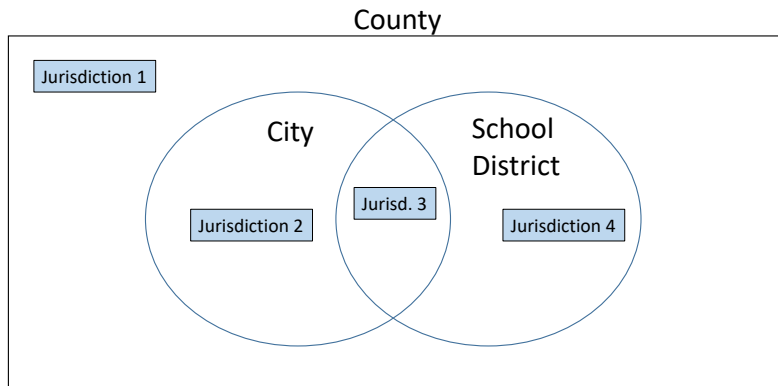 County
Jurisdiction 1
City
School
District
Jurisd. 3
Jurisdiction 2
Jurisdiction 4